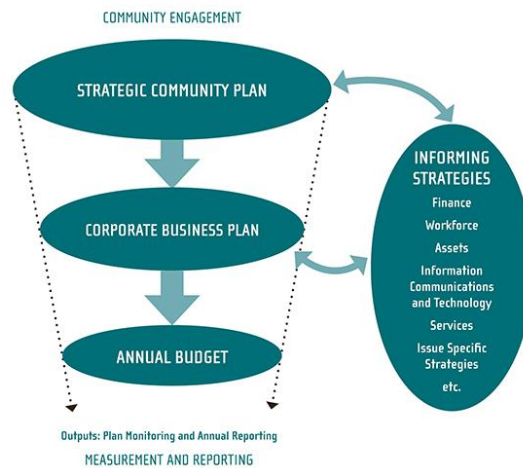 COMMUNITY ENGAGEMENT
STRATEGIC COMMUNITY PLAN
CORPORATE BUSINESS PLAN
ANNUAL BUDGET
Outputs: Plan Monitoring and Annual Reporting
MEASUREMENT AND REPORTING
INFORMING
STRATEGIES
Finance
Workforce
Assets
Information
Communications
and Technology
Services
Issue Specific
Strategies
etc.